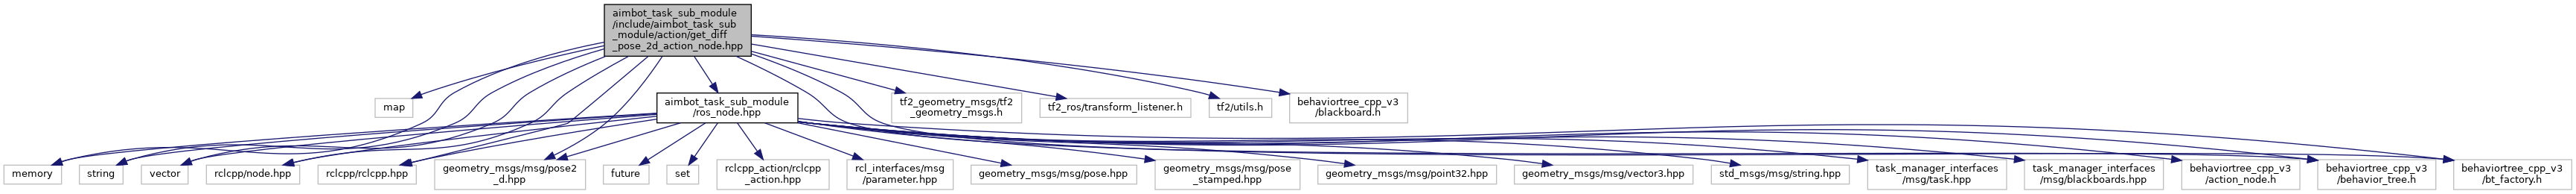 aimbot_task_sub_module
/include/aimbot_task_sub
_module/action/get_diff
_pose_2d_action_node.hpp
map
aimbot_task_sub_module
/ros_node.hpp
tf2_geometry_msgs/tf2
_geometry_msgs.h
tf2_ros/transform_listener.h
tf2/utils.h
behaviortree_cpp_v3
/blackboard.h
memory
string
vector
rclcpp/node.hpp
rclcpp/rclcpp.hpp
geometry_msgs/msg/pose2
_d.hpp
future
set
rclcpp_action/rclcpp
_action.hpp
rcl_interfaces/msg
/parameter.hpp
geometry_msgs/msg/pose.hpp
geometry_msgs/msg/pose
_stamped.hpp
geometry_msgs/msg/point32.hpp
geometry_msgs/msg/vector3.hpp
std_msgs/msg/string.hpp
task_manager_interfaces
/msg/task.hpp
task_manager_interfaces
/msg/blackboards.hpp
behaviortree_cpp_v3
/action_node.h
behaviortree_cpp_v3
/behavior_tree.h
behaviortree_cpp_v3
/bt_factory.h